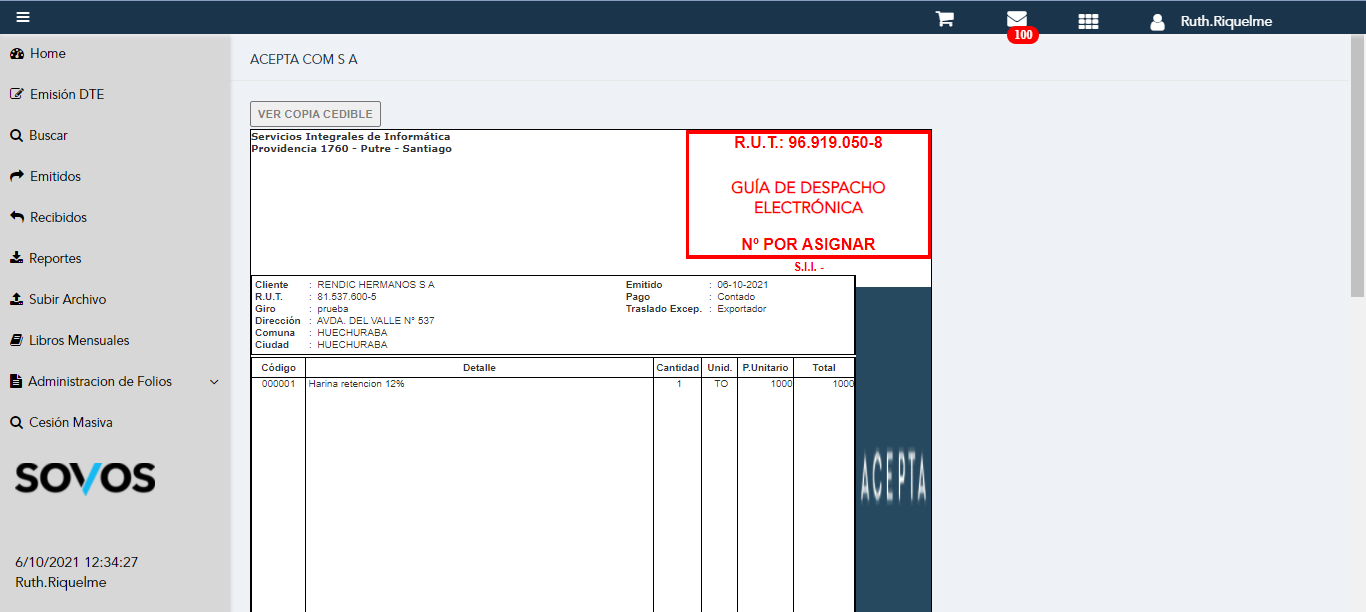 Ruth.Riquelme
100
Home
Emisión DTE
Buscar
Emitidos
Recibidos
Reportes
Subir Archivo
Libros Mensuales
Administracion de Folios
Cesión Masiva
SOVOS
6/10/2021 12:34:27
Ruth.Riquelme
ACEPTA COM S A
VER COPIA CEDIBLE
Servicios Integrales de Informática
Providencia 1760 - Putre - Santiago
R.U.T.: 96.919.050-8
GUÍA DE DESPACHO
ELECTRÓNICA
Nº POR ASIGNAR
S.I.I. -
Cliente : RENDIC HERMANOS S A Emitido : 06-10-2021
R.U.T. : 81.537.600-5 Pago : Contado
Giro : prueba Traslado Excep. : Exportador
Dirección : AVDA. DEL VALLE N° 537
Comuna : HUECHURABA
Ciudad : HUECHURABA
Código Detalle Cantidad Unid. P.Unitario Total
000001 Harina retencion 12% 1 TO 1000 1000
ACEPTA